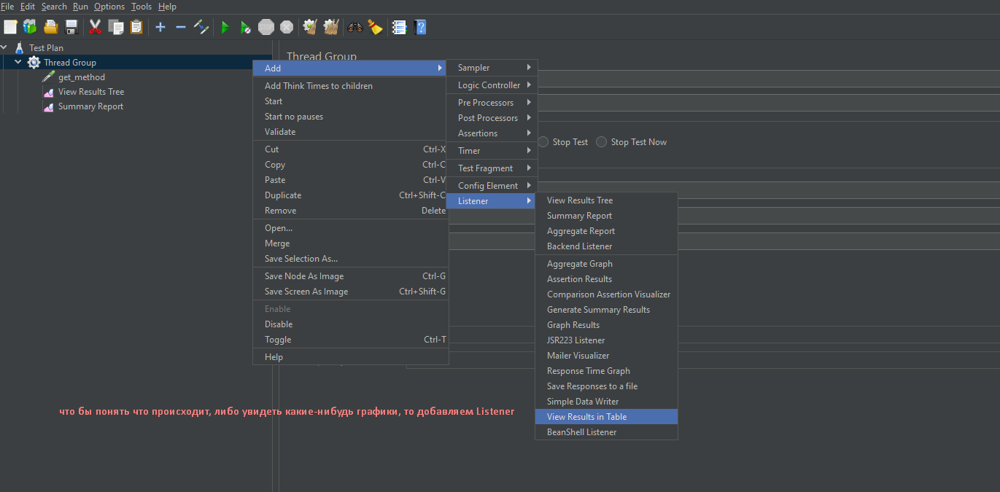 File Edit Search Run Options Tools Help
STOP
Test Plan
Thread Group
get_method
View Results Tree
Summary Report
Thread Group
Add
Add Think Times to children
Start
Start no pauses
Validate
Cut Ctrl-X
Copy Ctrl-C
Paste Ctrl-V
Duplicate Ctrl+Shift-C
Remove Delete
Open...
Merge
Save Selection As...
Save Node As Image Ctrl-G
Save Screen As Image Ctrl+Shift-G
Enable
Disable
Toggle Ctrl-T
Help
Sampler
Logic Controller
Pre Processors
Post Processors
Assertions
Timer
Test Fragment
Config Element
Listener
Stop Test Stop Test Now
View Results Tree
Summary Report
Aggregate Report
Backend Listener
Aggregate Graph
Assertion Results
Comparison Assertion Visualizer
Generate Summary Results
Graph Results
JSR223 Listener
Mailer Visualizer
Response Time Graph
Save Responses to a file
Simple Data Writer
View Results in Table
BeanShell Listener
что бы понять что происходит, либо увидеть какие-нибудь графики, то добавляем Listener